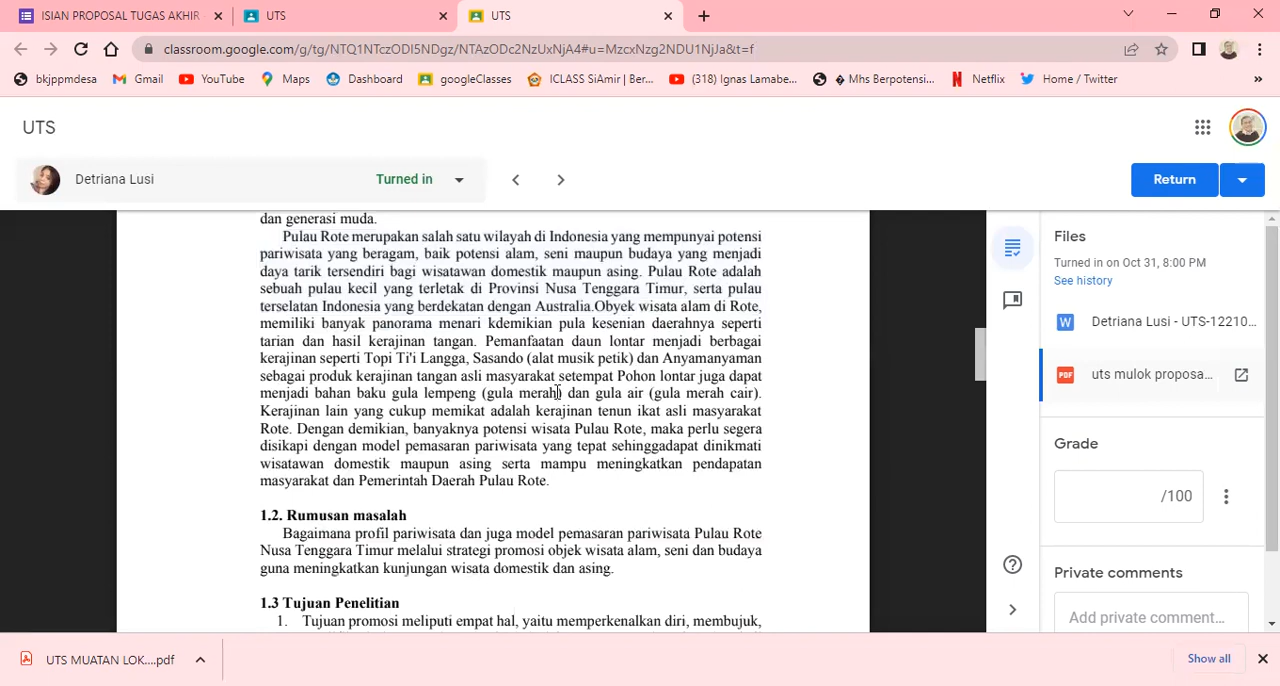 ISIAN PROPOSAL TUGAS AKHIR
UTS
UTS
classroom.google.com/g/tg/NTQ1NTczODI5NDgz/NTAzODc2NzUxNjA4#u=MzcxNzg2NDU1NjJa&t=f
bkjppmdesa
Gmail
YouTube
Maps
Dashboard
googleClasses
ICLASS SiAmir | Ber...
(318) Ignas Lamabe...
� Mhs Berpotensi...
Netflix
Home / Twitter
»
UTS
Detriana Lusi
Turned in
Return
dan generasi muda.
Pulau Rote merupakan salah satu wilayah di Indonesia yang mempunyai potensi
pariwisata yang beragam, baik potensi alam, seni maupun budaya yang menjadi
daya tarik tersendiri bagi wisatawan domestik maupun asing. Pulau Rote adalah
sebuah pulau kecil yang terletak di Provinsi Nusa Tenggara Timur, serta pulau
terselatan Indonesia yang berdekatan dengan Australia.Obyek wisata alam di Rote,
memiliki banyak panorama menari kdemikian pula kesenian daerahnya seperti
tarian dan hasil kerajinan tangan. Pemanfaatan daun lontar menjadi berbagai
kerajinan seperti Topi Ti'i Langga, Sasando (alat musik petik) dan Anyamanyaman
sebagai produk kerajinan tangan asli masyarakat setempat Pohon lontar juga dapat
menjadi bahan baku gula lempeng (gula merah) dan gula air (gula merah cair).
Kerajinan lain yang cukup memikat adalah kerajinan tenun ikat asli masyarakat
Rote. Dengan demikian, banyaknya potensi wisata Pulau Rote, maka perlu segera
disikapi dengan model pemasaran pariwisata yang tepat sehinggadapat dinikmati
wisatawan domestik maupun asing serta mampu meningkatkan pendapatan
masyarakat dan Pemerintah Daerah Pulau Rote.
1.2. Rumusan masalah
Bagaimana profil pariwisata dan juga model pemasaran pariwisata Pulau Rote
Nusa Tenggara Timur melalui strategi promosi objek wisata alam, seni dan budaya
guna meningkatkan kunjungan wisata domestik dan asing.
1.3 Tujuan Penelitian
1. Tujuan promosi meliputi empat hal, yaitu memperkenalkan diri, membujuk,
Files
Turned in on Oct 31, 8:00 PM
See history
W
Detriana Lusi - UTS-12210...
PDF
uts mulok proposa...
Grade
/100
Private comments
Add private comment...
UTS MUATAN LOK....pdf
Show all